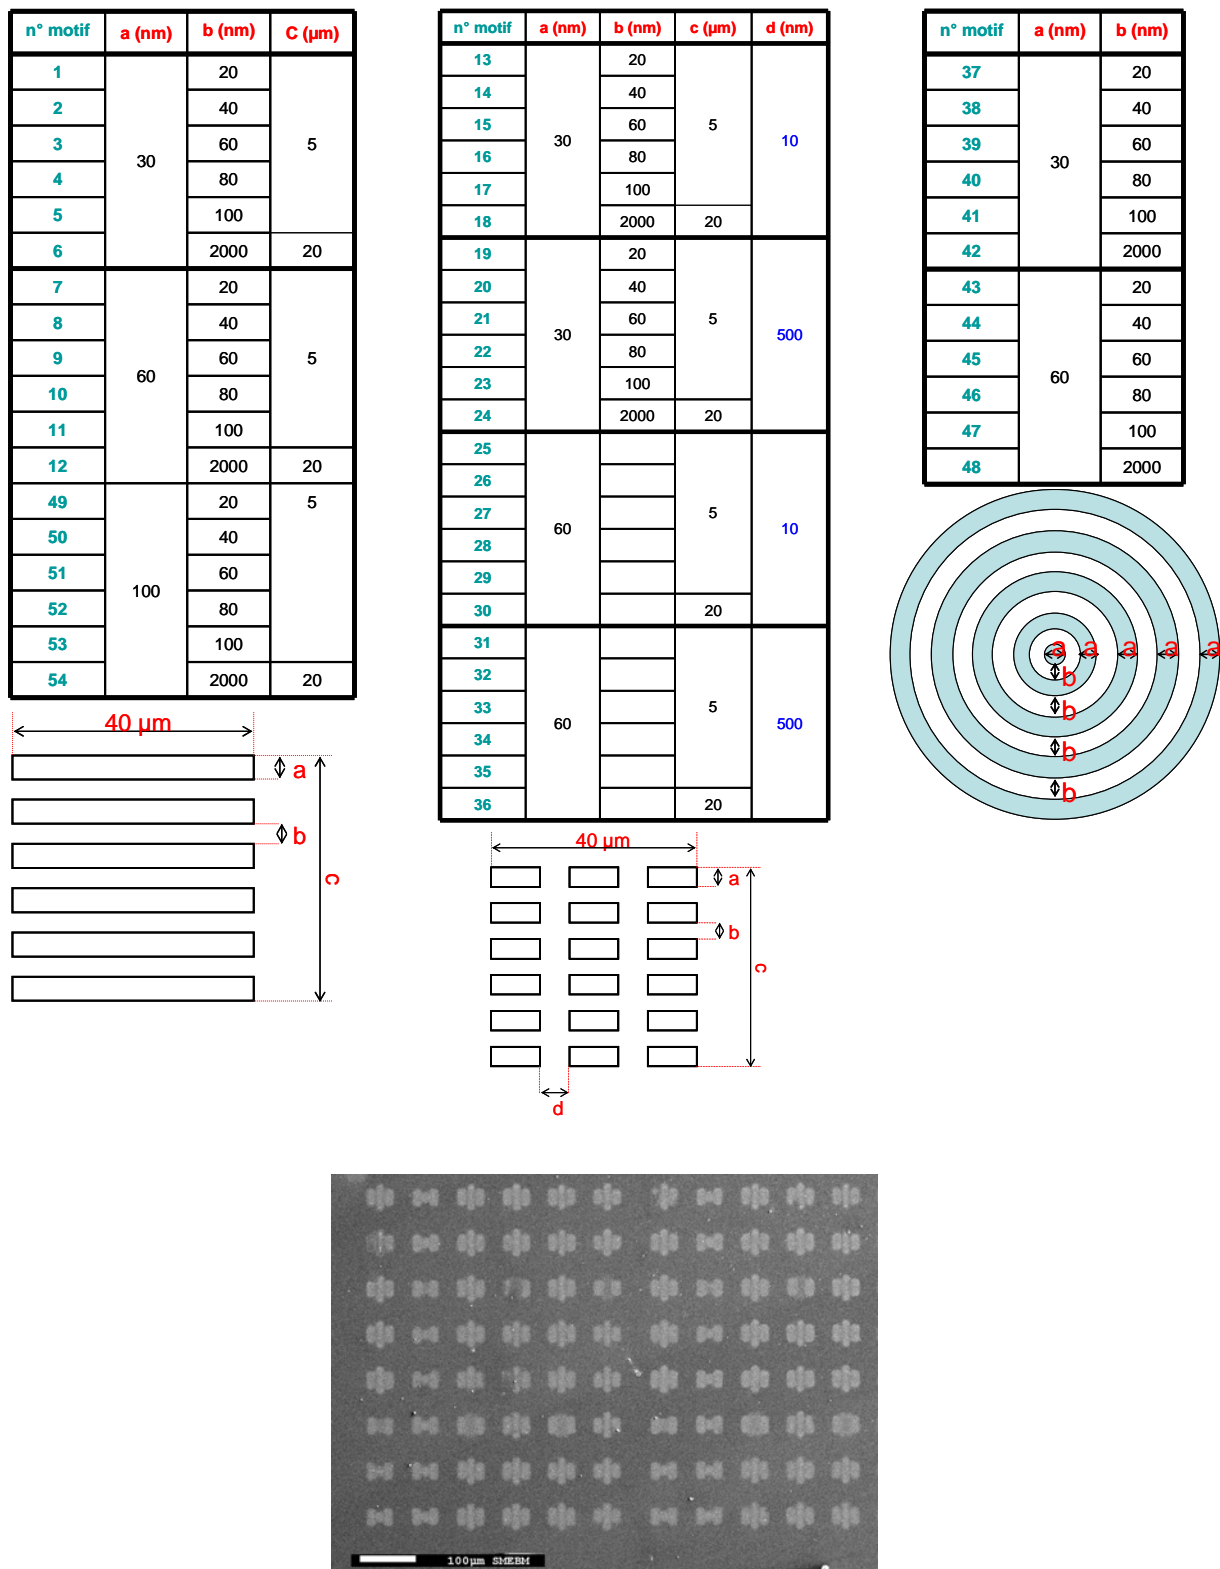 n° motif a (nm) b (nm) C (µm)
1 30 20 5
2 40
3 60
4 80
5 100
6 2000 20
7 60 20 5
8 40
9 60
10 80
11 100
12 2000 20
49 100 20 5
50 40
51 60
52 80
53 100
54 2000 20
40 µm
a
b
c
n° motif a (nm) b (nm) c (µm) d (nm)
13 30 20 5 10
14 40
15 60
16 80
17 100
18 2000 20
19 30 20 5 500
20 40
21 60
22 80
23 100
24 2000 20
25 60 5 10
26
27
28
29
30 20
31 60 5 500
32
33
34
35
36 20
40 µm
a
b
c
d
n° motif a (nm) b (nm)
37 30 20
38 40
39 60
40 80
41 100
42 2000
43 60 20
44 40
45 60
46 80
47 100
48 2000
a a a a a
b
b
b
b
100µm SMEBM